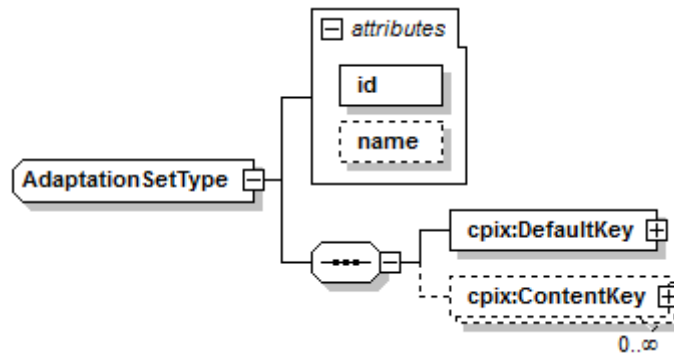 attributes
id
name
AdaptationSetType
cpix:DefaultKey
cpix:ContentKey
0..∞